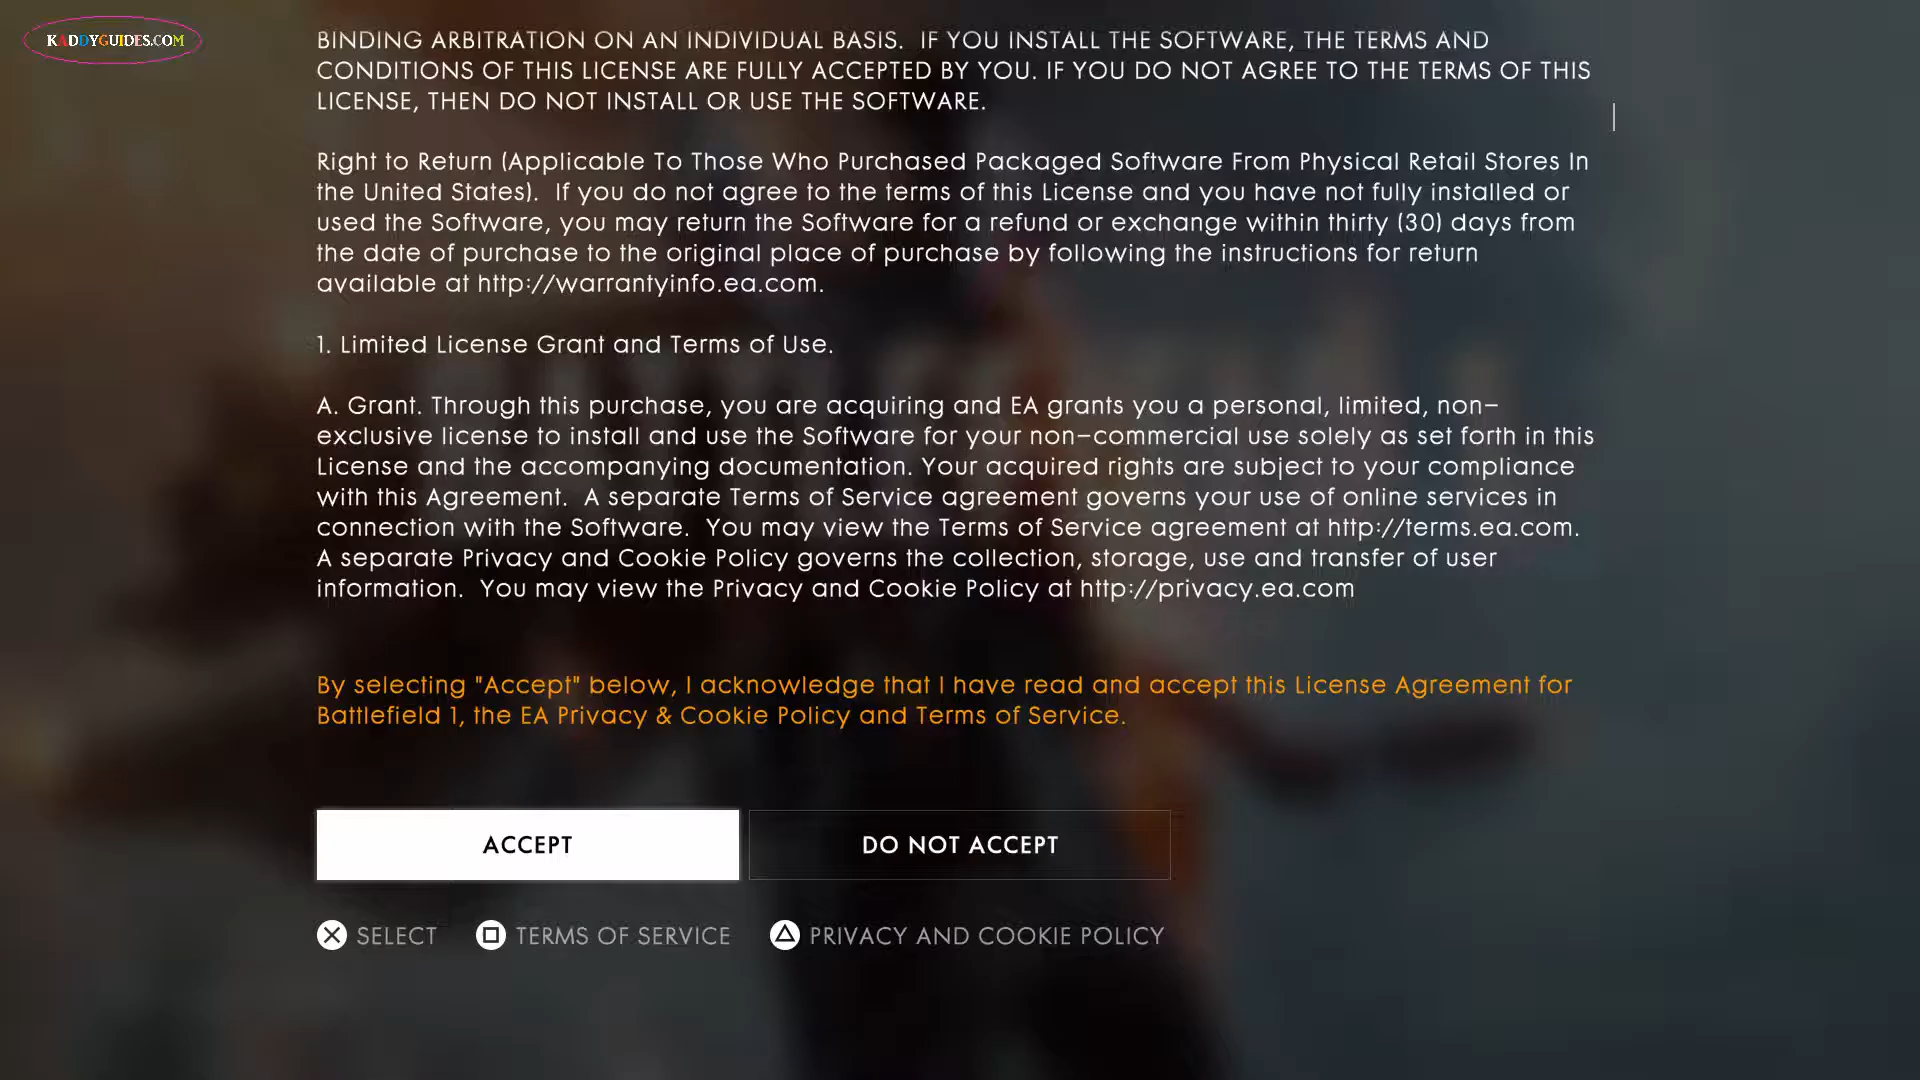 KADDYGUIDES.COM
BINDING ARBITRATION ON AN INDIVIDUAL BASIS.  IF YOU INSTALL THE SOFTWARE, THE TERMS AND
CONDITIONS OF THIS LICENSE ARE FULLY ACCEPTED BY YOU. IF YOU DO NOT AGREE TO THE TERMS OF THIS
LICENSE, THEN DO NOT INSTALL OR USE THE SOFTWARE.
Right to Return (Applicable To Those Who Purchased Packaged Software From Physical Retail Stores In
the United States).  If you do not agree to the terms of this License and you have not fully installed or
used the Software, you may return the Software for a refund or exchange within thirty (30) days from
the date of purchase to the original place of purchase by following the instructions for return
available at http://warrantyinfo.ea.com.
1. Limited License Grant and Terms of Use.
A. Grant. Through this purchase, you are acquiring and EA grants you a personal, limited, non-
exclusive license to install and use the Software for your non-commercial use solely as set forth in this
License and the accompanying documentation. Your acquired rights are subject to your compliance
with this Agreement.  A separate Terms of Service agreement governs your use of online services in
connection with the Software.  You may view the Terms of Service agreement at http://terms.ea.com.
A separate Privacy and Cookie Policy governs the collection, storage, use and transfer of user
information.  You may view the Privacy and Cookie Policy at http://privacy.ea.com
By selecting "Accept" below, I acknowledge that I have read and accept this License Agreement for
Battlefield 1, the EA Privacy & Cookie Policy and Terms of Service.
ACCEPT
DO NOT ACCEPT
SELECT
TERMS OF SERVICE
PRIVACY AND COOKIE POLICY